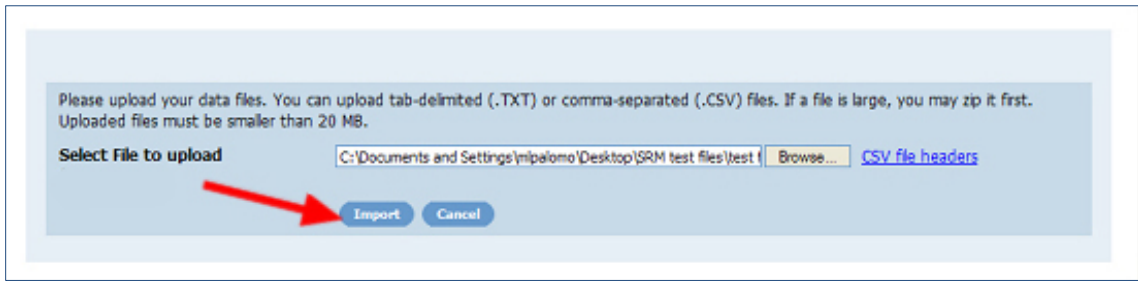 Please upload your data files. You can upload tab-delimited (.TXT) or comma-separated (.CSV) files. If a file is large, you may zip it first.
Uploaded files must be smaller than 20 MB.
Select File to upload C:\Documents and Settings\mpalomo\Desktop\SRM test files\test f Browse... CSV file headers
Import Cancel